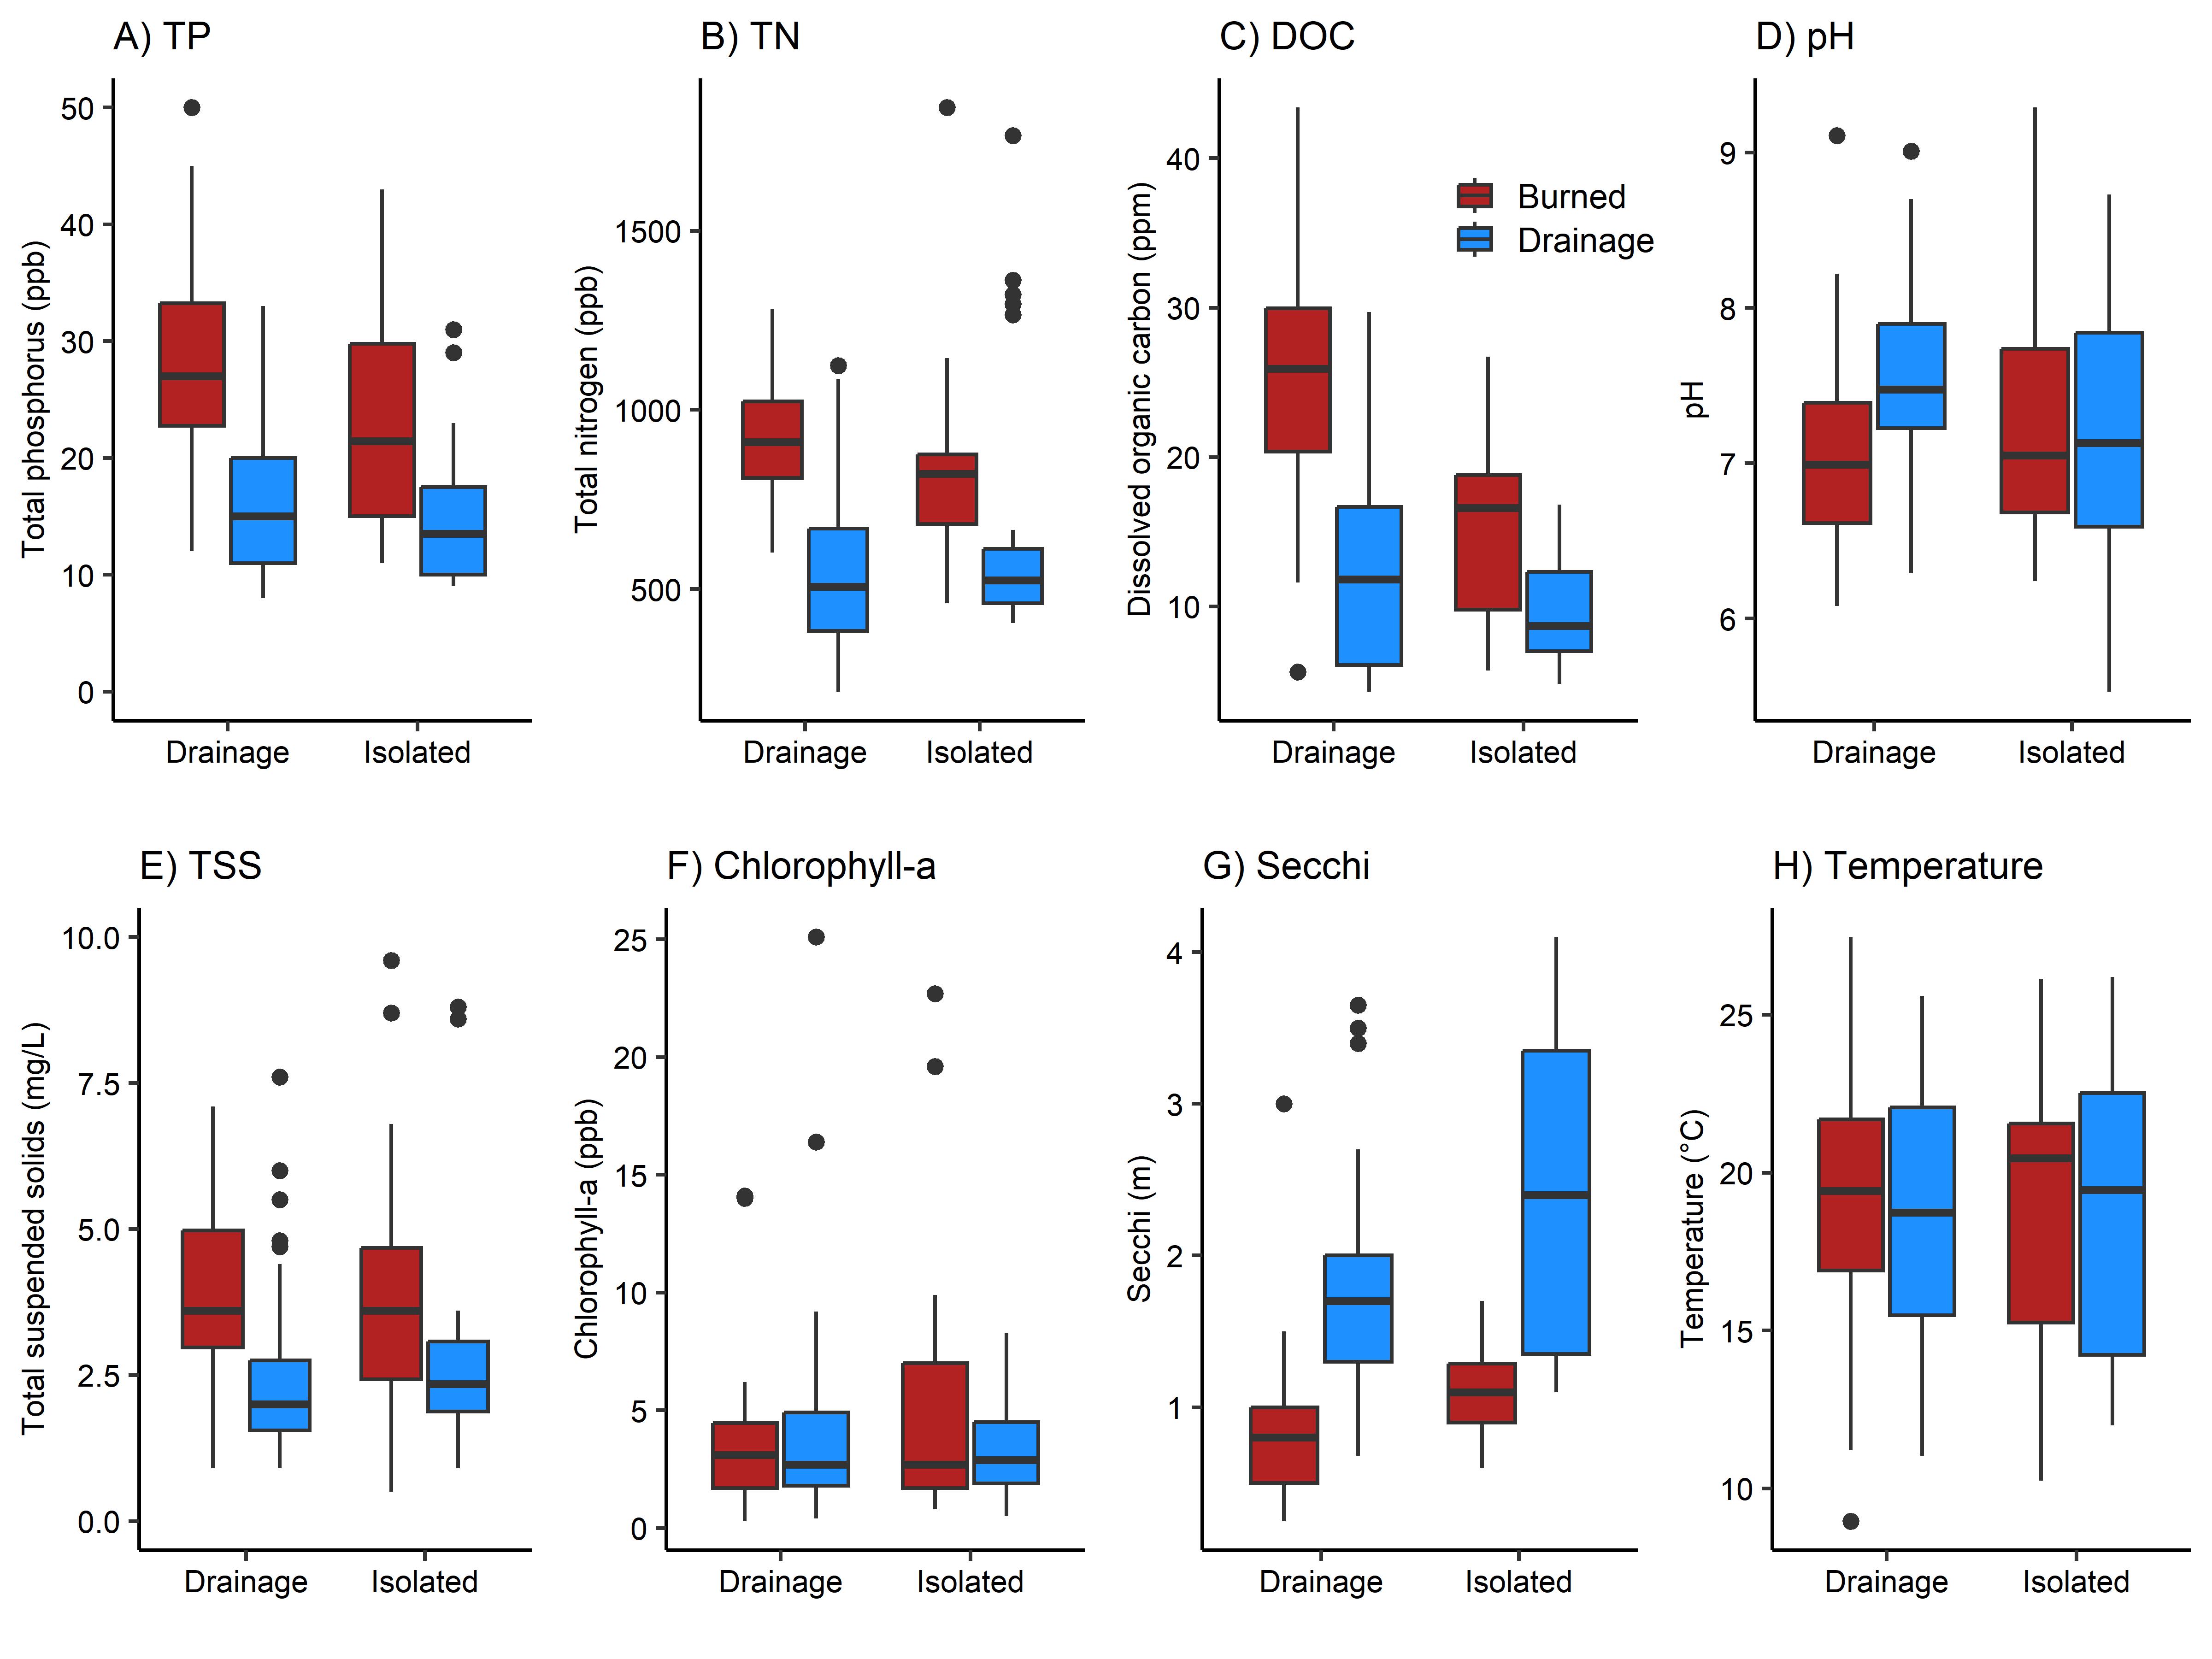 A) TP
Total phosphorus (ppb)
50
40
30
20
10
0
Drainage
Isolated
B) TN
Total nitrogen (ppb)
1500
1000
500
Drainage
Isolated
C) DOC
Dissolved organic carbon (ppm)
40
30
20
10
Burned
Drainage
Drainage
Isolated
D) pH
pH
9
8
7
6
Drainage
Isolated
E) TSS
Total suspended solids (mg/L)
10.0
7.5
5.0
2.5
0.0
Drainage
Isolated
F) Chlorophyll-a
Chlorophyll-a (ppb)
25
20
15
10
5
0
Drainage
Isolated
G) Secchi
Secchi (m)
4
3
2
1
Drainage
Isolated
H) Temperature
Temperature (°C)
25
20
15
10
Drainage
Isolated